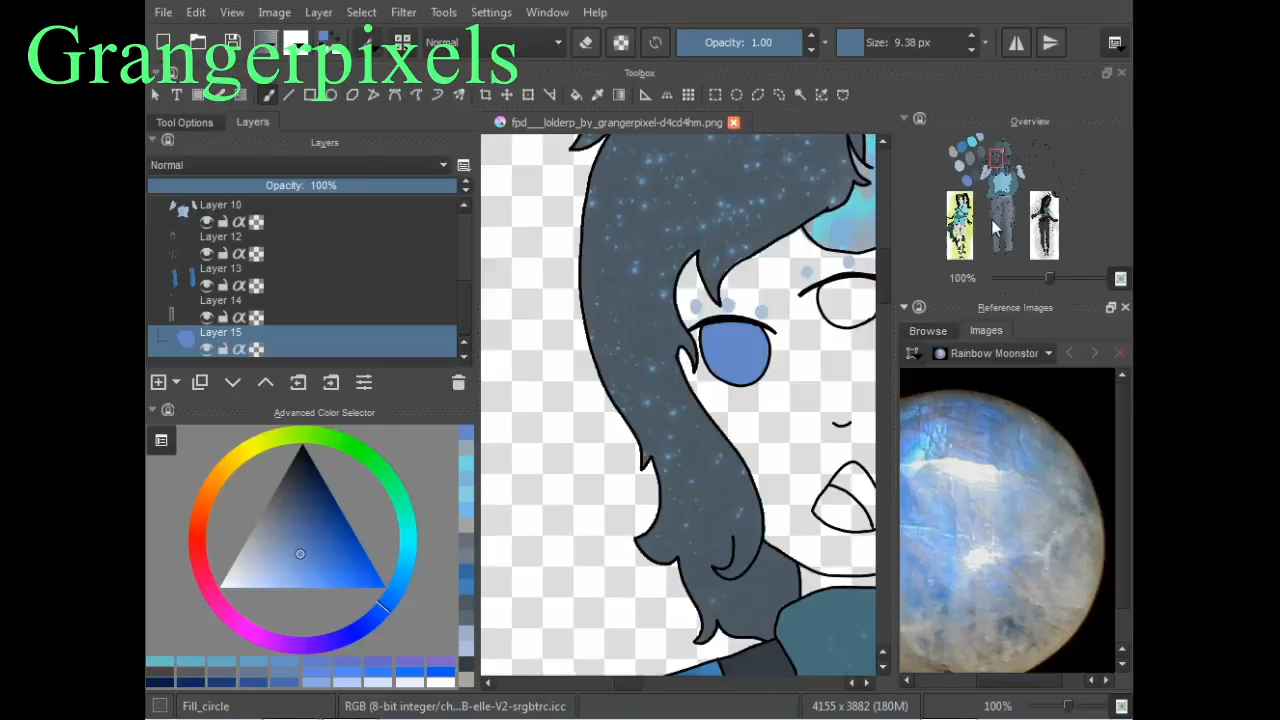 File Edit View Image Layer Select Filter Tools Settings Window Help
Grangerpixels
Normal
Opacity: 1.00
Size: 9.38 px
Toolbox
Tool Options Layers
fpd___lolderp_by_grangerpixel-d4cd4hm.png
Overview
Layers
Normal
Opacity: 100%
Layer 10
Layer 12
Layer 13
Layer 14
Layer 15
100%
Reference Images
Browse Images
Rainbow Moonstor
Advanced Color Selector
Fill_circle
RGB (8-bit integer/ch...B-elle-V2-srgbtrc.icc
4155 x 3882 (180M)
100%